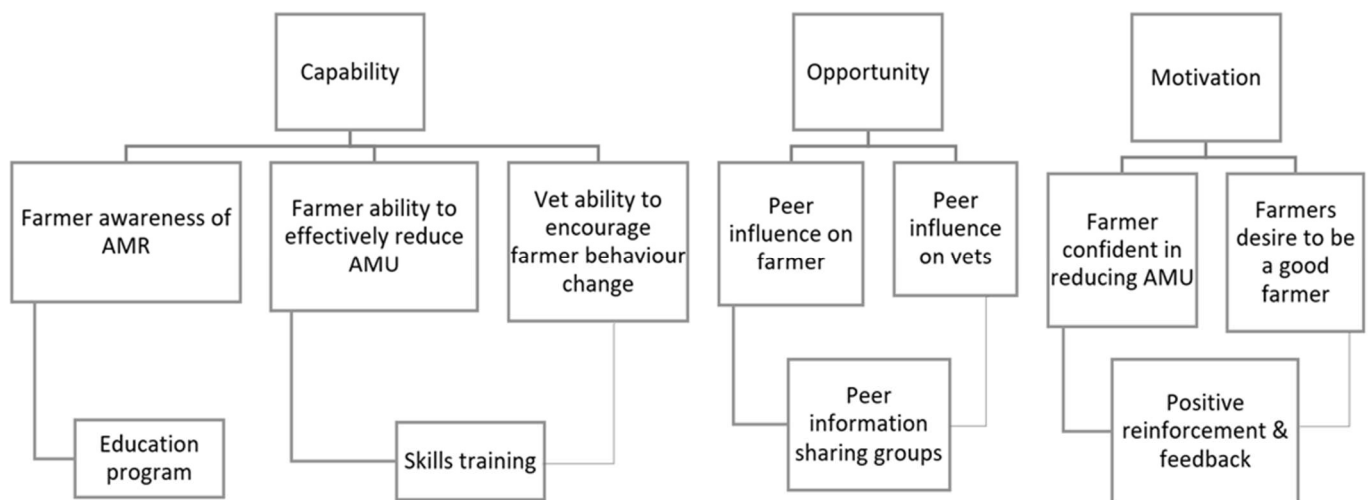 Capability
Opportunity
Motivation
Farmer awareness of
AMR
Farmer ability to
effectively reduce
AMU
Vet ability to
encourage
farmer behaviour
change
Peer
influence on
farmer
Peer
influence
on vets
Farmer
confident in
reducing AMU
Farmers
desire to be
a good
farmer
Education
program
Skills training
Peer
information
sharing groups
Positive
reinforcement &
feedback